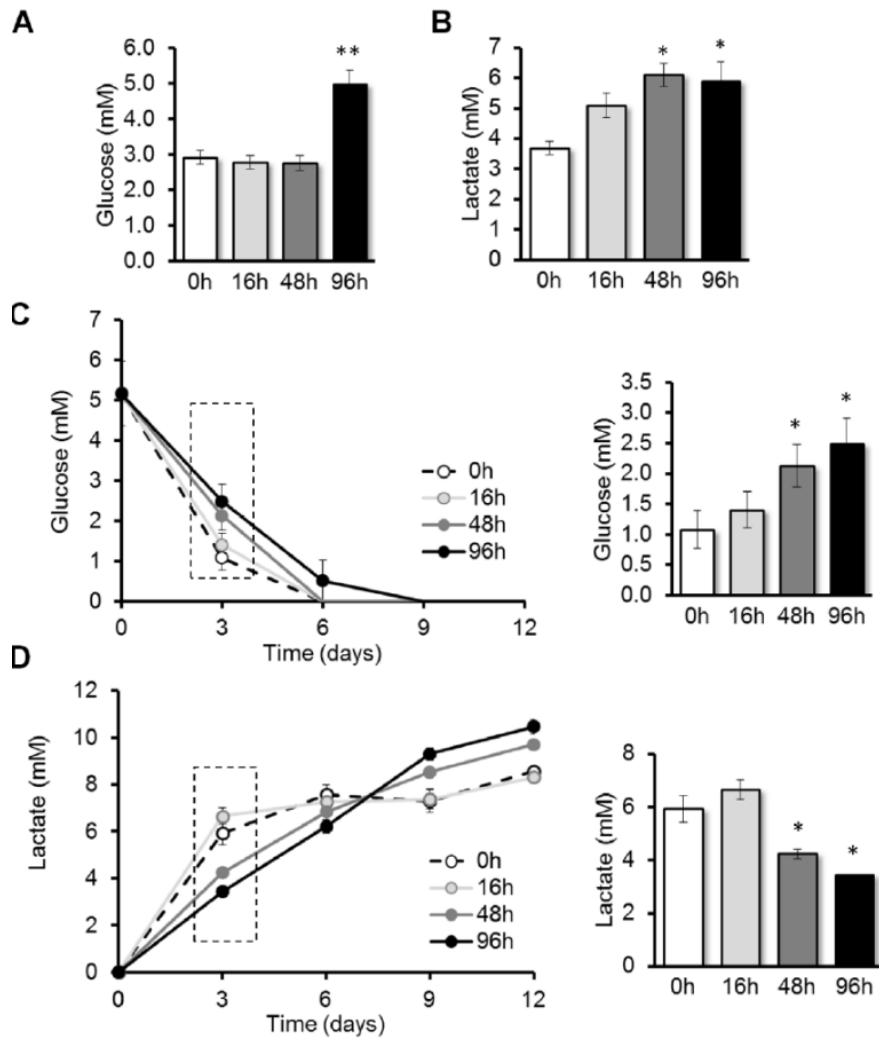 A
Glucose (mM)
6.0
5.0
4.0
3.0
2.0
1.0
0.0
**
0h 16h 48h 96h
B
Lactate (mM)
7
6
5
4
3
2
1
0
* *
0h 16h 48h 96h
C
Glucose (mM)
7
6
5
4
3
2
1
0
0 3 6 9 12
Time (days)
0h
16h
48h
96h
Glucose (mM)
3.5
3.0
2.5
2.0
1.5
1.0
0.5
0.0
* *
0h 16h 48h 96h
D
Lactate (mM)
12
10
8
6
4
2
0
0 3 6 9 12
Time (days)
0h
16h
48h
96h
Lactate (mM)
8
6
4
2
0
* *
0h 16h 48h 96h